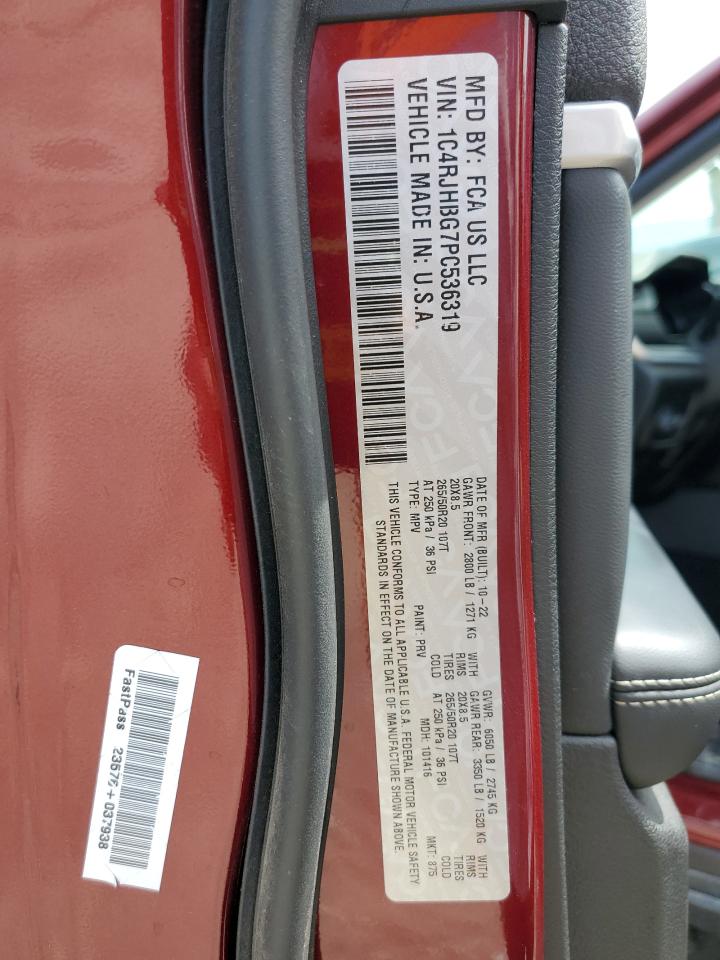 MFD BY: FCA US LLC
VIN: 1C4RJHBG7PC536319
VEHICLE MADE IN: U.S.A.
DATE OF MFR (BUILT): 10-22 GVWR: 6050 LB / 2745 KG
GAWR FRONT: 2800 LB / 1271 KG WITH GAWR REAR: 3350 LB / 1520 KG WITH
20X8.5 RIMS 20X8.5 RIMS
265/50R20 107T TIRES 265/50R20 107T TIRES
AT 250 kPa / 36 PSI COLD AT 250 kPa / 36 PSI COLD
TYPE: MPV PAINT: PRV MDH: 101416 MKT: 875
THIS VEHICLE CONFORMS TO ALL APPLICABLE U.S.A. FEDERAL MOTOR VEHICLE SAFETY
STANDARDS IN EFFECT ON THE DATE OF MANUFACTURE SHOWN ABOVE.
FastPass 23676+037938